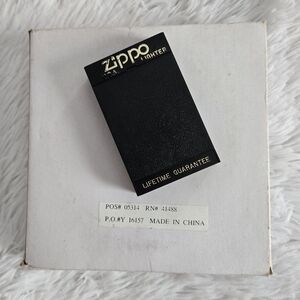 Zippo
LIGHTER
LIFETIME GUARANTEE
POS# 05314 RN# 41488
P.O.#Y 16157 MADE IN CHINA